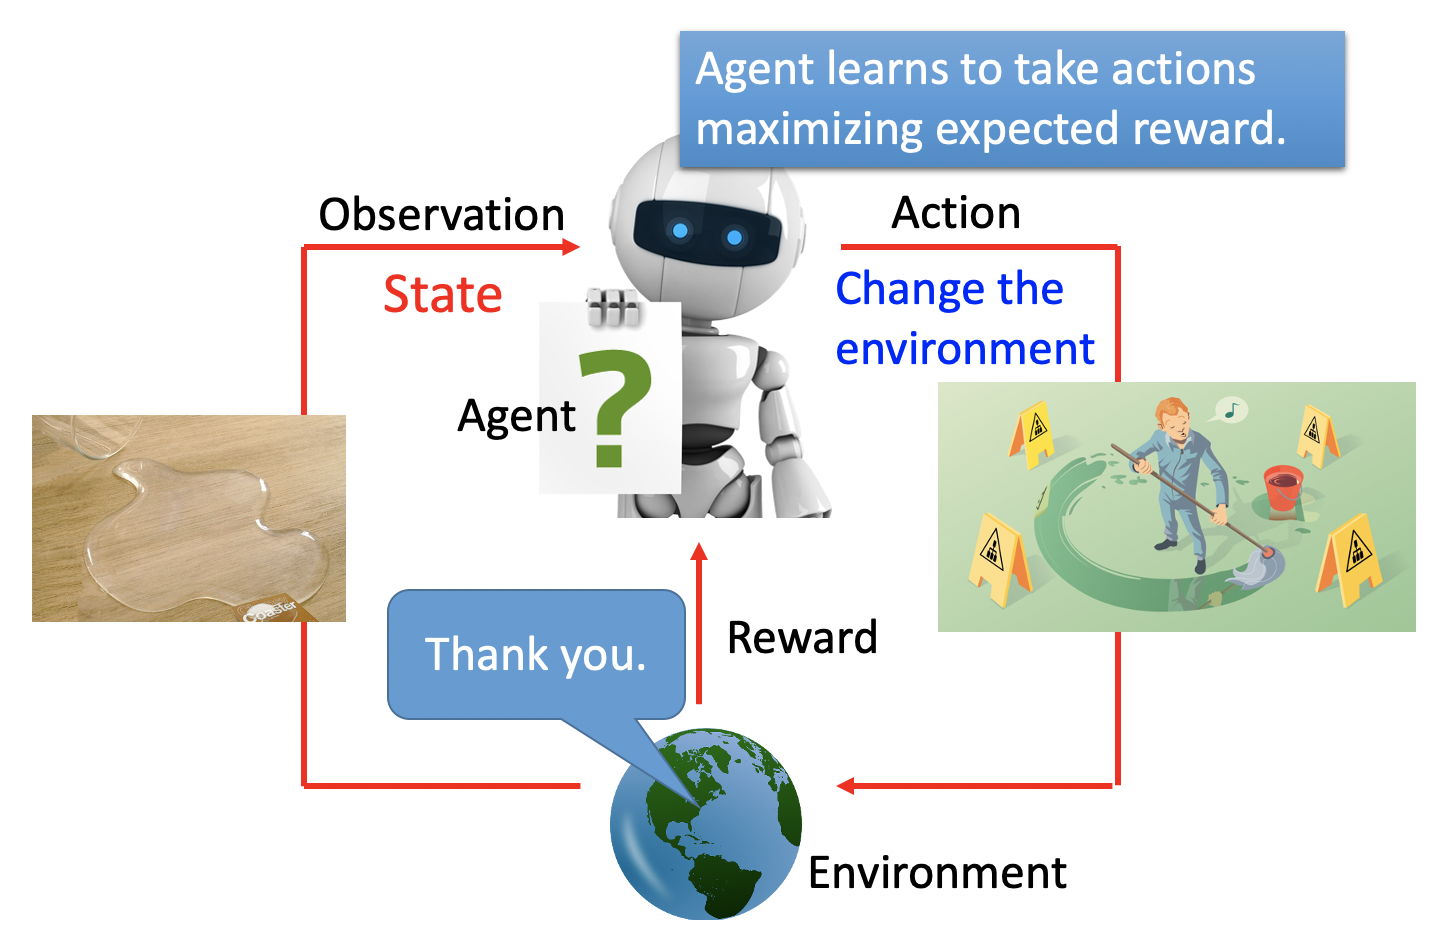 Agent learns to take actions
maximizing expected reward.
Observation
Action
State
Change the
environment
?
Agent
Coaster
Thank you.
Reward
Environment